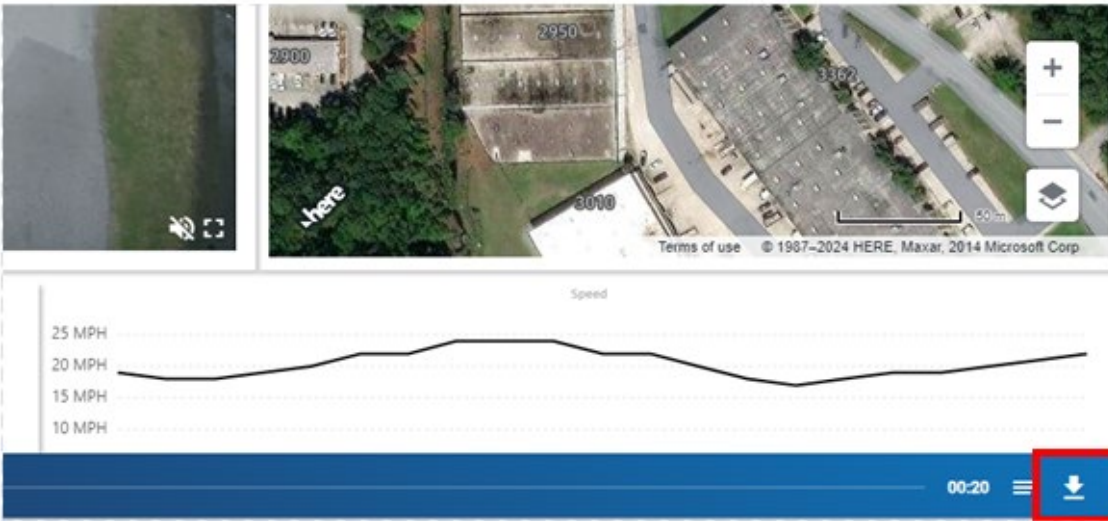 2950
2900
3362
here
3010
50 m
Terms of use © 1987–2024 HERE, Maxar, 2014 Microsoft Corp
Speed
25 MPH
20 MPH
15 MPH
10 MPH
00:20